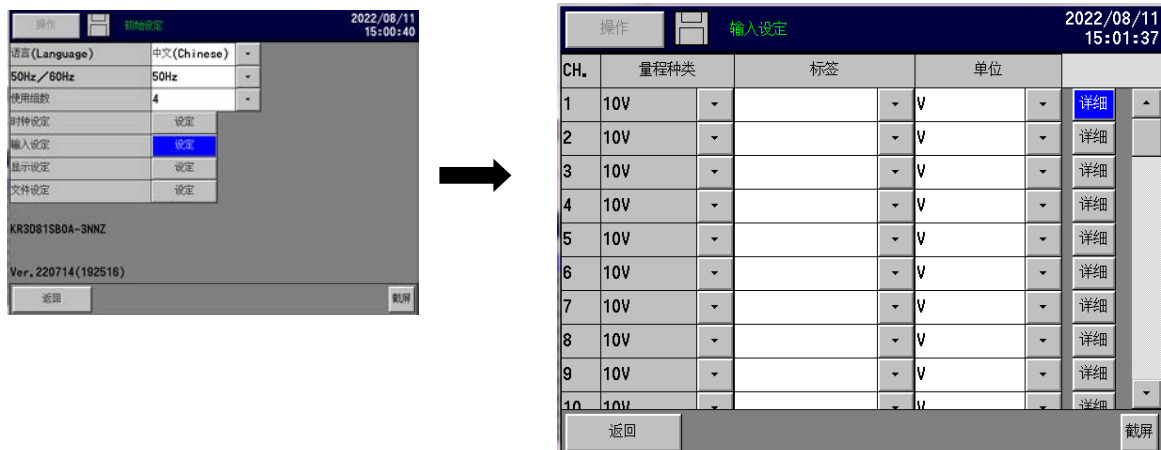 操作 初始设定 2022/08/11 15:00:40
语言(Language) 中文(Chinese)
50Hz／60Hz 50Hz
使用组数 4
时钟设定 设定
输入设定 设定
显示设定 设定
文件设定 设定
KR3D81SB0A-3NNZ
Ver.220714(192516)
返回 截屏
操作 输入设定 2022/08/11 15:01:37
CH. 量程种类 标签 单位
1 10V V 详细
2 10V V 详细
3 10V V 详细
4 10V V 详细
5 10V V 详细
6 10V V 详细
7 10V V 详细
8 10V V 详细
9 10V V 详细
10 10V V 详细
返回 截屏